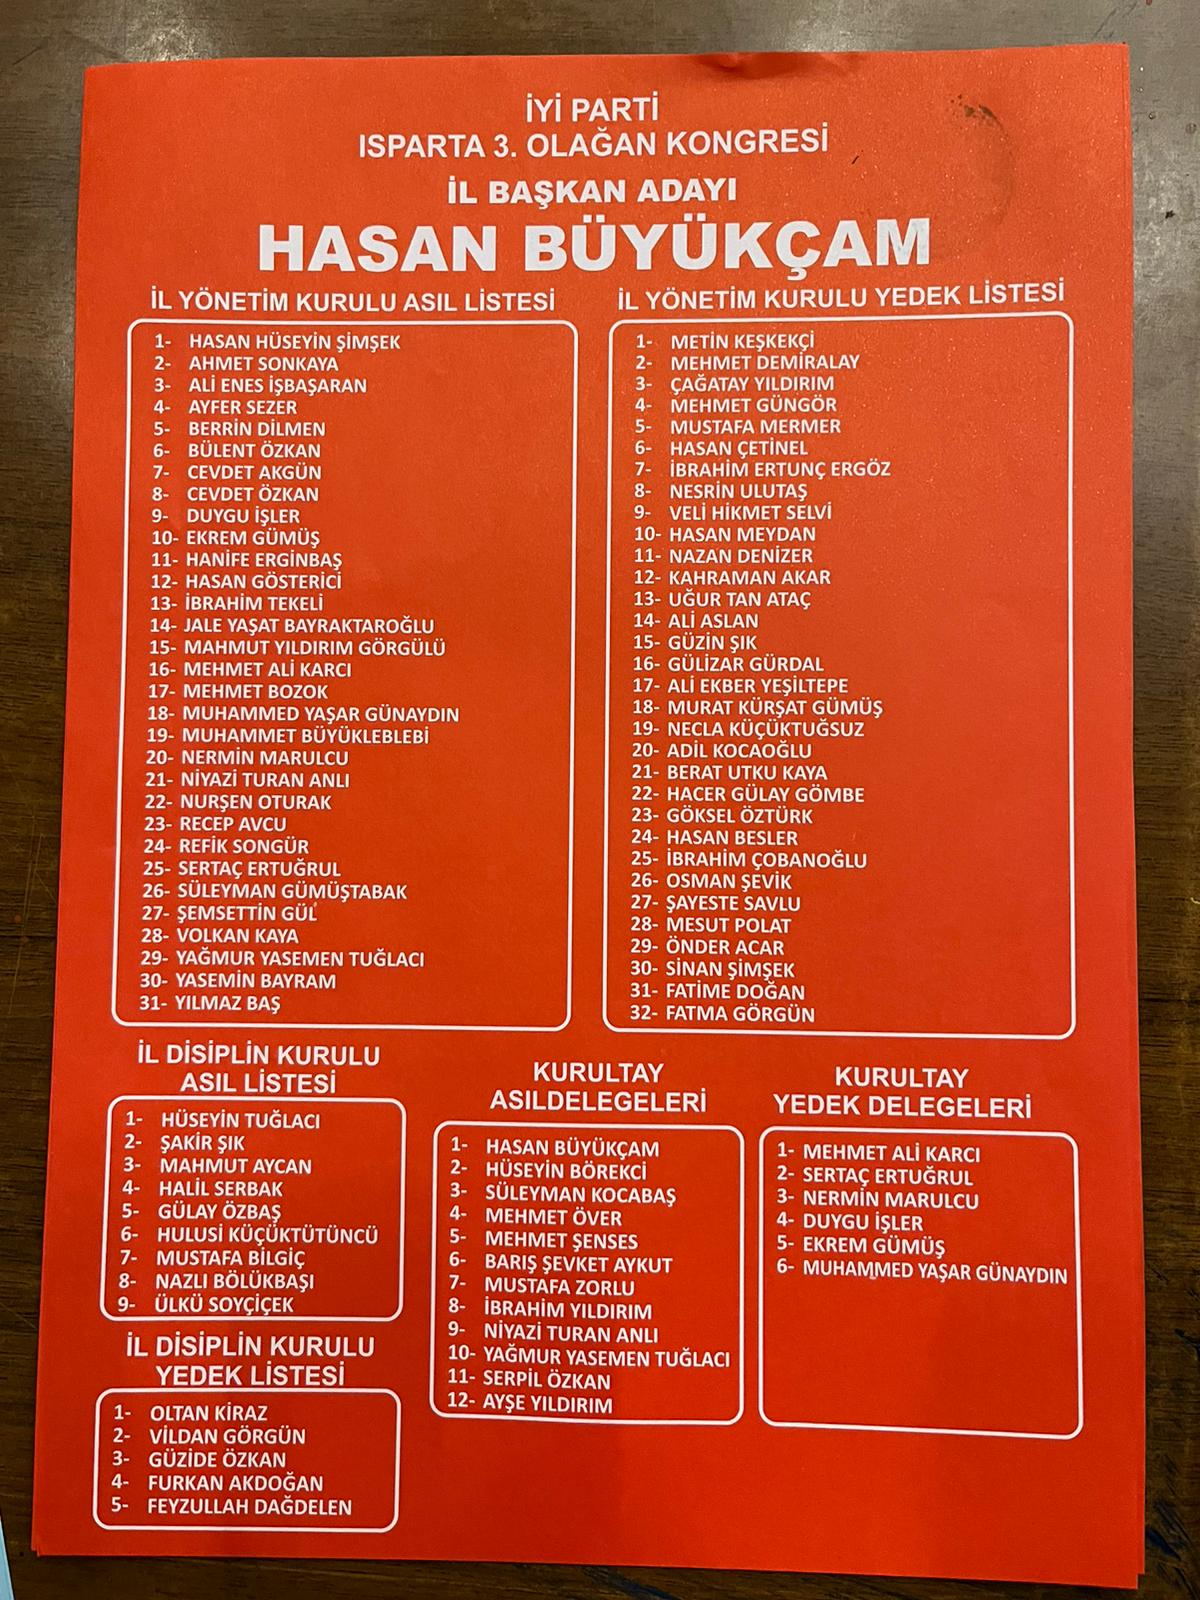 İYİ PARTİ
ISPARTA 3. OLAĞAN KONGRESİ
İL BAŞKAN ADAYI
HASAN BÜYÜKÇAM
İL YÖNETİM KURULU ASIL LİSTESİ
1- HASAN HÜSEYİN ŞİMŞEK
2- AHMET SONKAYA
3- ALİ ENES İŞBAŞARAN
4- AYFER SEZER
5- BERRİN DİLMEN
6- BÜLENT ÖZKAN
7- CEVDET AKGÜN
8- CEVDET ÖZKAN
9- DUYGU İŞLER
10- EKREM GÜMÜŞ
11- HANİFE ERGİNBAŞ
12- HASAN GÖSTERİCİ
13- İBRAHİM TEKELİ
14- JALE YAŞAT BAYRAKTAROĞLU
15- MAHMUT YILDIRIM GÖRGÜLÜ
16- MEHMET ALİ KARCI
17- MEHMET BOZOK
18- MUHAMMED YAŞAR GÜNAYDIN
19- MUHAMMET BÜYÜKLEBLEBİ
20- NERMİN MARULCU
21- NİYAZİ TURAN ANLI
22- NURŞEN OTURAK
23- RECEP AVCU
24- REFİK SONGÜR
25- SERTAÇ ERTUĞRUL
26- SÜLEYMAN GÜMÜŞTABAK
27- ŞEMSETTİN GÜL
28- VOLKAN KAYA
29- YAĞMUR YASEMEN TUĞLACI
30- YASEMİN BAYRAM
31- YILMAZ BAŞ
İL YÖNETİM KURULU YEDEK LİSTESİ
1- METİN KEŞKEKÇİ
2- MEHMET DEMİRALAY
3- ÇAĞATAY YILDIRIM
4- MEHMET GÜNGÖR
5- MUSTAFA MERMER
6- HASAN ÇETİNEL
7- İBRAHİM ERTUNÇ ERGÖZ
8- NESRİN ULUTAŞ
9- VELİ HİKMET SELVİ
10- HASAN MEYDAN
11- NAZAN DENİZER
12- KAHRAMAN AKAR
13- UĞUR TAN ATAÇ
14- ALİ ASLAN
15- GÜZİN ŞIK
16- GÜLİZAR GÜRDAL
17- ALİ EKBER YEŞİLTEPE
18- MURAT KÜRŞAT GÜMÜŞ
19- NECLA KÜÇÜKTUĞSUZ
20- ADİL KOCAOĞLU
21- BERAT UTKU KAYA
22- HACER GÜLAY GÖMBE
23- GÖKSEL ÖZTÜRK
24- HASAN BESLER
25- İBRAHİM ÇOBANOĞLU
26- OSMAN ŞEVİK
27- ŞAYESTE SAVLU
28- MESUT POLAT
29- ÖNDER ACAR
30- SİNAN ŞİMŞEK
31- FATİME DOĞAN
32- FATMA GÖRGÜN
İL DİSİPLİN KURULU
ASIL LİSTESİ
1- HÜSEYİN TUĞLACI
2- ŞAKİR ŞIK
3- MAHMUT AYCAN
4- HALİL SERBAK
5- GÜLAY ÖZBAŞ
6- HULUSİ KÜÇÜKTÜTÜNCÜ
7- MUSTAFA BİLGİÇ
8- NAZLI BÖLÜKBAŞI
9- ÜLKÜ SOYÇİÇEK
İL DİSİPLİN KURULU
YEDEK LİSTESİ
1- OLTAN KİRAZ
2- VİLDAN GÖRGÜN
3- GÜZİDE ÖZKAN
4- FURKAN AKDOĞAN
5- FEYZULLAH DAĞDELEN
KURULTAY
ASILDELEGELERİ
1- HASAN BÜYÜKÇAM
2- HÜSEYİN BÖREKCİ
3- SÜLEYMAN KOCABAŞ
4- MEHMET ÖVER
5- MEHMET ŞENSES
6- BARIŞ ŞEVKET AYKUT
7- MUSTAFA ZORLU
8- İBRAHİM YILDIRIM
9- NİYAZİ TURAN ANLI
10- YAĞMUR YASEMEN TUĞLACI
11- SERPİL ÖZKAN
12- AYŞE YILDIRIM
KURULTAY
YEDEK DELEGELERİ
1- MEHMET ALİ KARCI
2- SERTAÇ ERTUĞRUL
3- NERMİN MARULCU
4- DUYGU İŞLER
5- EKREM GÜMÜŞ
6- MUHAMMED YAŞAR GÜNAYDIN